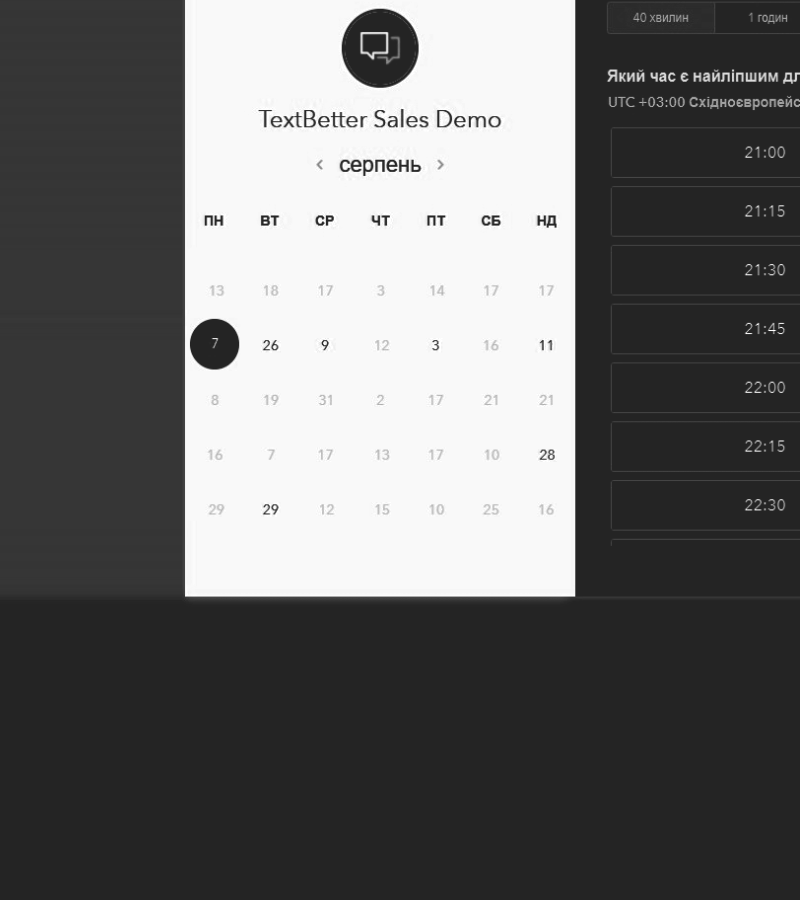 TextBetter Sales Demo
серпень
ПН ВТ СР ЧТ ПТ СБ НД
13 18 17 3 14 17 17
7 26 9 12 3 16 11
8 19 31 2 17 21 21
16 7 17 13 17 10 28
29 29 12 15 10 25 16
40 хвилин 1 годин
Який час є найліпшим дл
UTC +03:00 Східноєвропейс
21:00
21:15
21:30
21:45
22:00
22:15
22:30